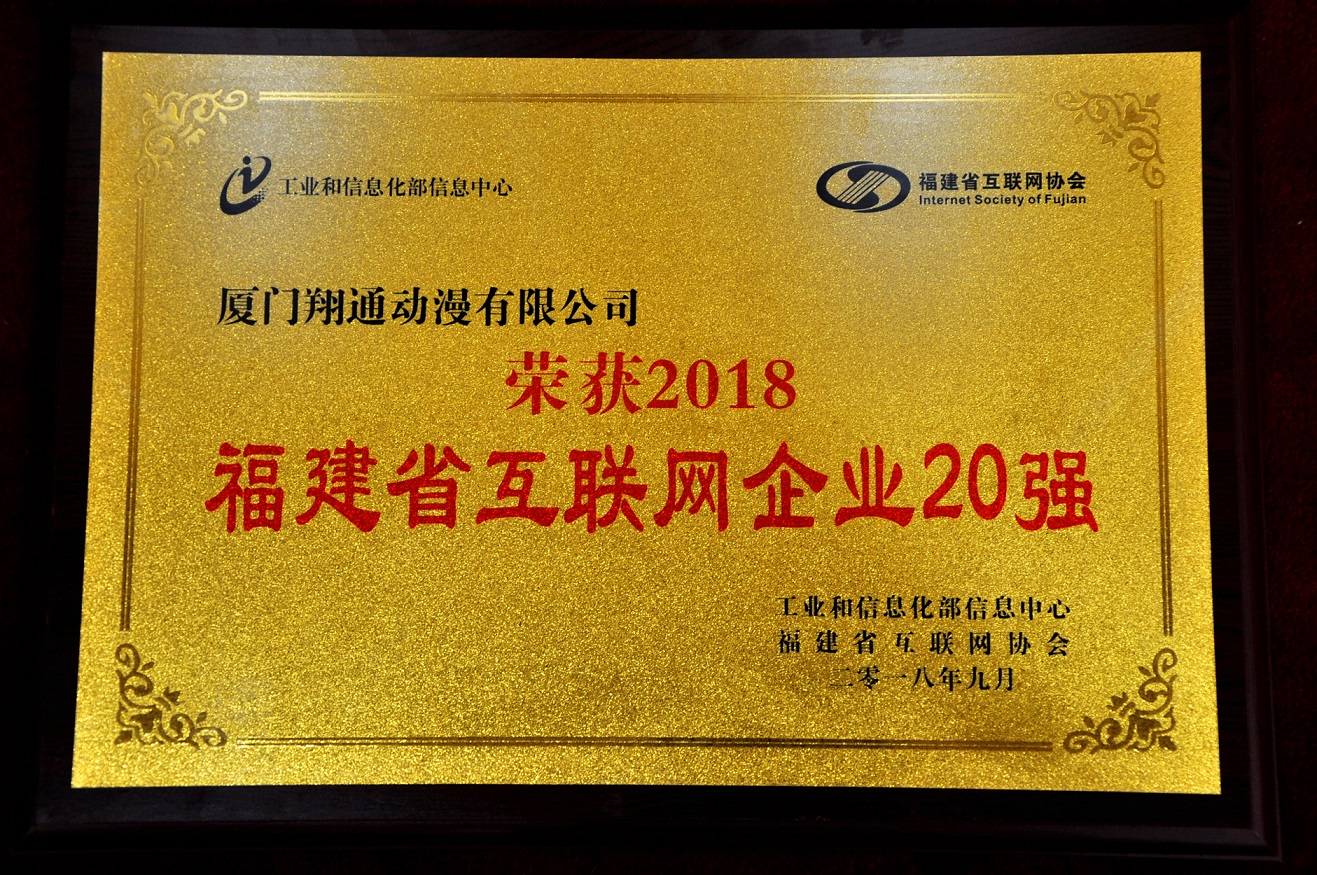 工业和信息化部信息中心
福建省互联网协会
Internet Society of Fujian
厦门翔通动漫有限公司
荣获2018
福建省互联网企业20强
工业和信息化部信息中心
福建省互联网协会
二零一八年九月